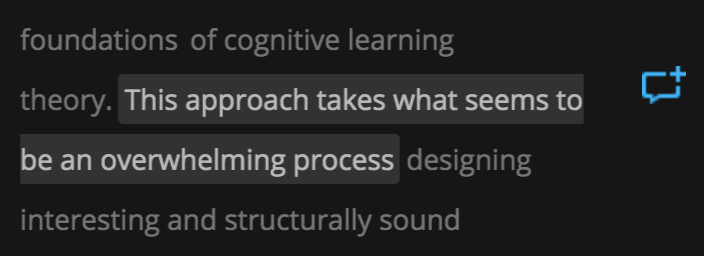 foundations of cognitive learning
theory. This approach takes what seems to
be an overwhelming process designing
interesting and structurally sound